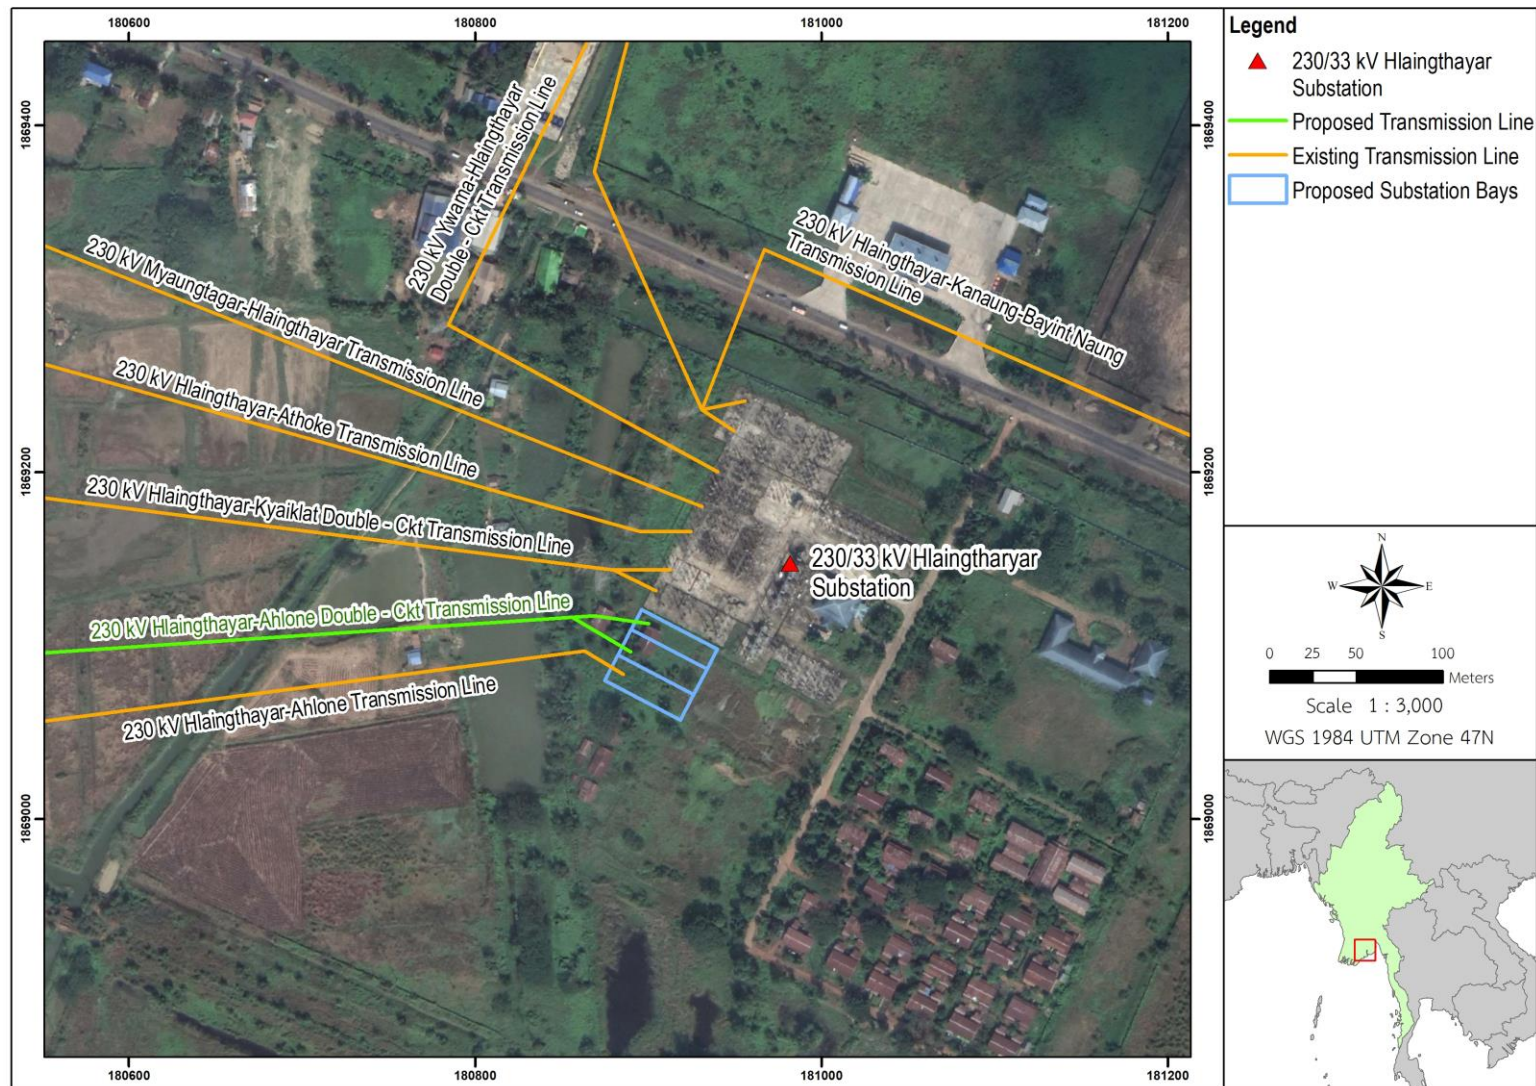 180600
180800
181000
181200
1869400
1869200
1869000
1869400
1869200
1869000
180600
180800
181000
181200
230 kV Ywama-Hlaingthayar
Double - Ckt Transmission Line
230 kV Hlaingthayar-Kanaung-Bayint Naung
Transmission Line
230 kV Myaungtagar-Hlaingthayar Transmission Line
230 kV Hlaingthayar-Athoke Transmission Line
230 kV Hlaingthayar-Kyaiklat Double - Ckt Transmission Line
230/33 kV Hlaingtharyar
Substation
230 kV Hlaingthayar-Ahlone Double - Ckt Transmission Line
230 kV Hlaingthayar-Ahlone Transmission Line
Legend
230/33 kV Hlaingthayar
Substation
Proposed Transmission Line
Existing Transmission Line
Proposed Substation Bays
N
W E
S
0 25 50 100
Meters
Scale 1 : 3,000
WGS 1984 UTM Zone 47N